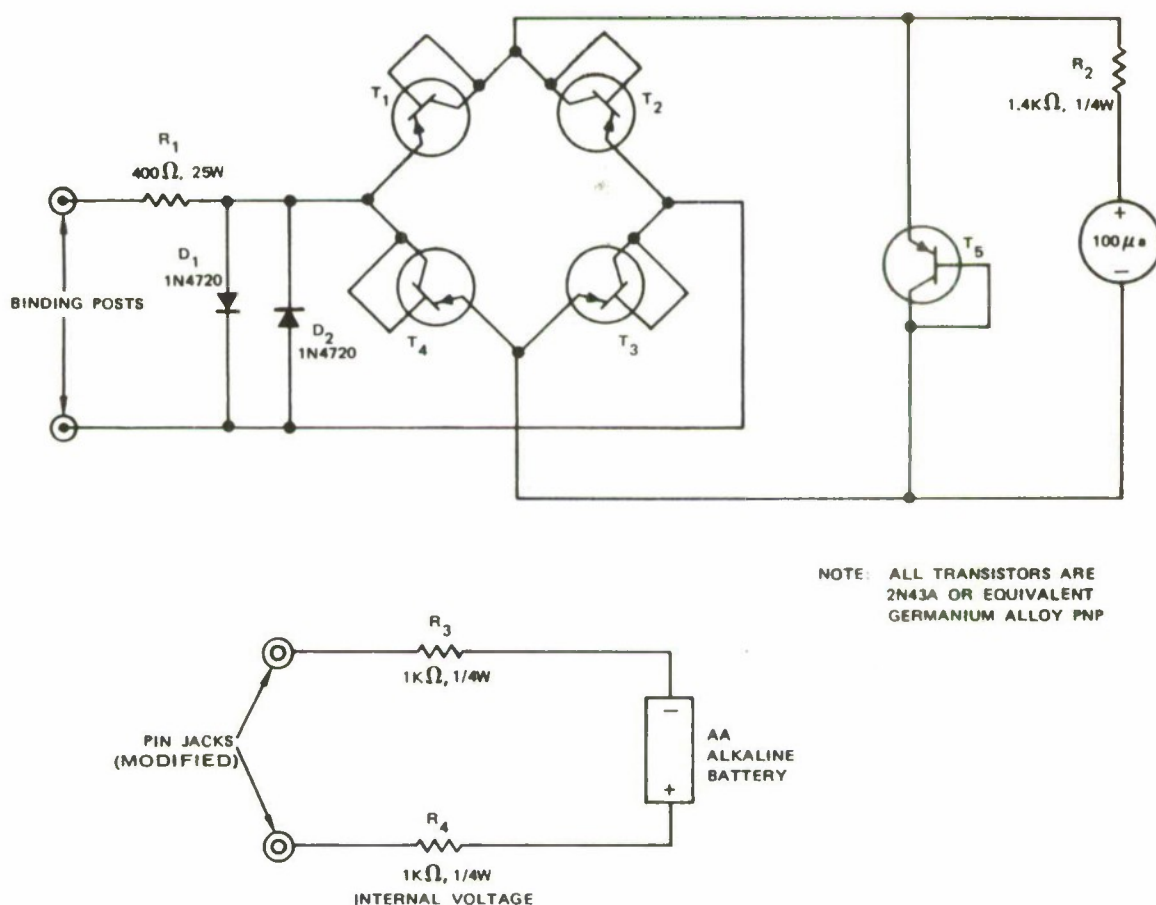 T1
T2
R2
1.4KΩ, 1/4W
R1
400Ω, 25W
+
100μa
−
T5
D1
1N4720
BINDING POSTS
D2
1N4720
T4
T3
NOTE: ALL TRANSISTORS ARE
2N43A OR EQUIVALENT
GERMANIUM ALLOY PNP
R3
1KΩ, 1/4W
PIN JACKS
(MODIFIED)
−
+
AA
ALKALINE
BATTERY
R4
1KΩ, 1/4W
INTERNAL VOLTAGE